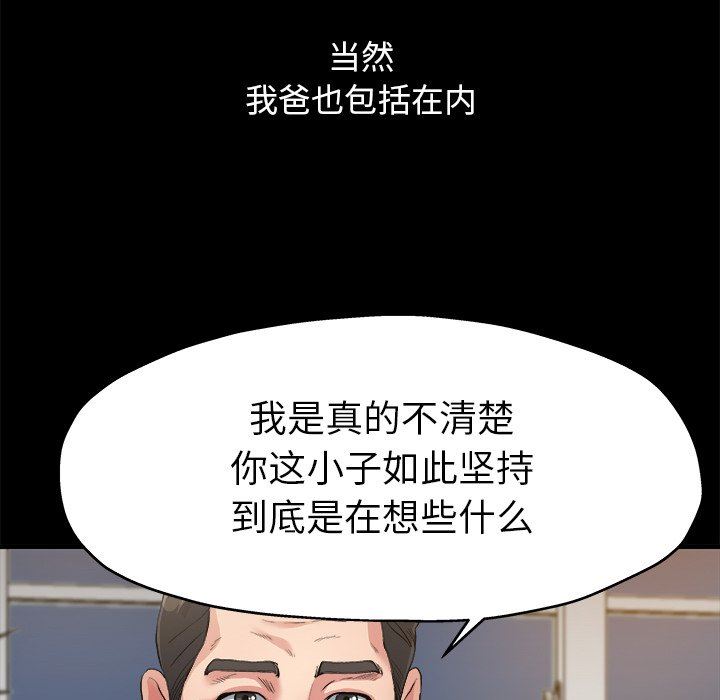 当然
我爸也包括在内
我是真的不清楚
你这小子如此坚持
到底是在想些什么